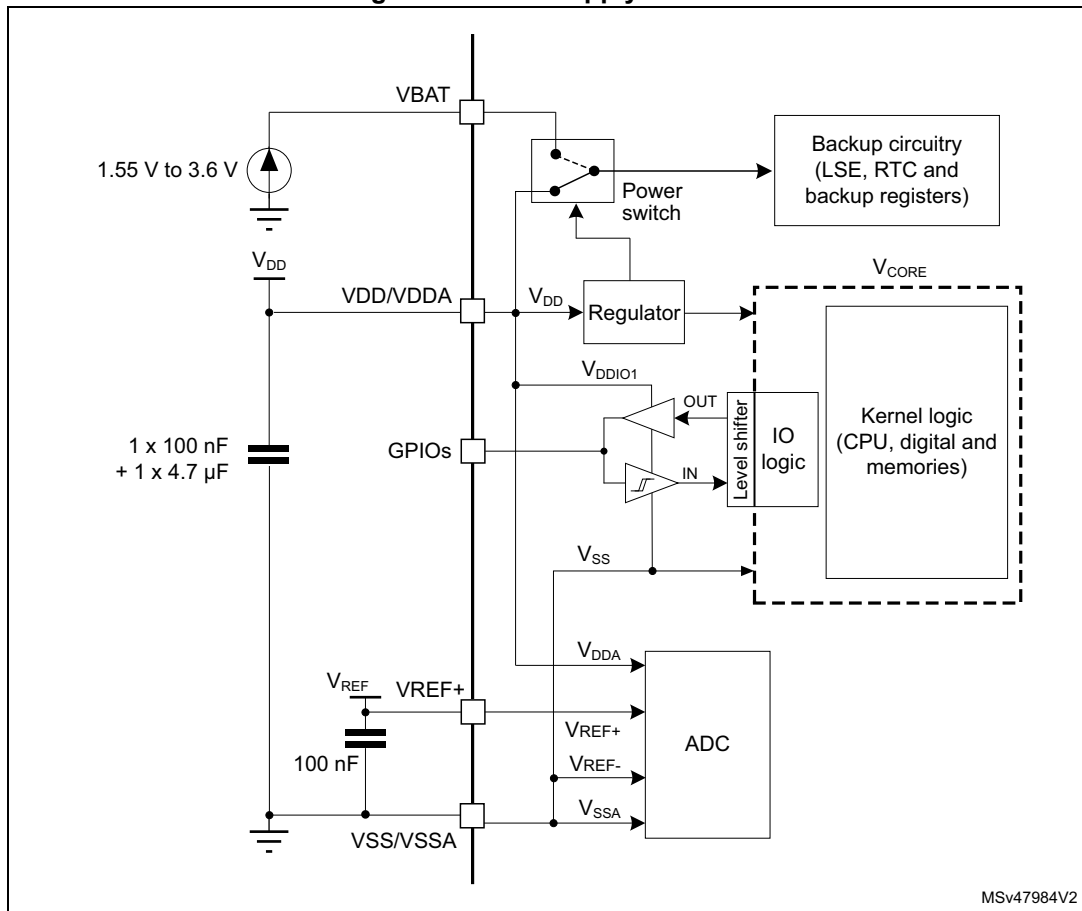 VBAT
1.55 V to 3.6 V
Power
switch
Backup circuitry
(LSE, RTC and
backup registers)
VDD
VDD/VDDA
VDD
Regulator
VCORE
VDDIO1
OUT
GPIOs
IN
Level shifter
IO
logic
Kernel logic
(CPU, digital and
memories)
1 x 100 nF
+ 1 x 4.7 µF
VSS
VDDA
VREF
VREF+
VREF+
ADC
100 nF
VREF-
VSSA
VSS/VSSA
MSv47984V2